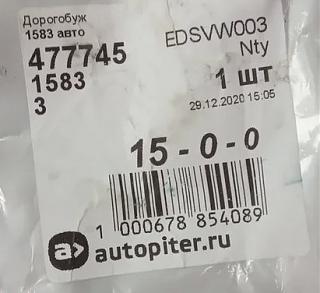 Дорогобуж
1583 авто
EDSVW003
477745
Nty
1583
1 шт
3
29.12.2020 15:05
15 - 0 - 0
1 000678 854089
a> autopiter.ru